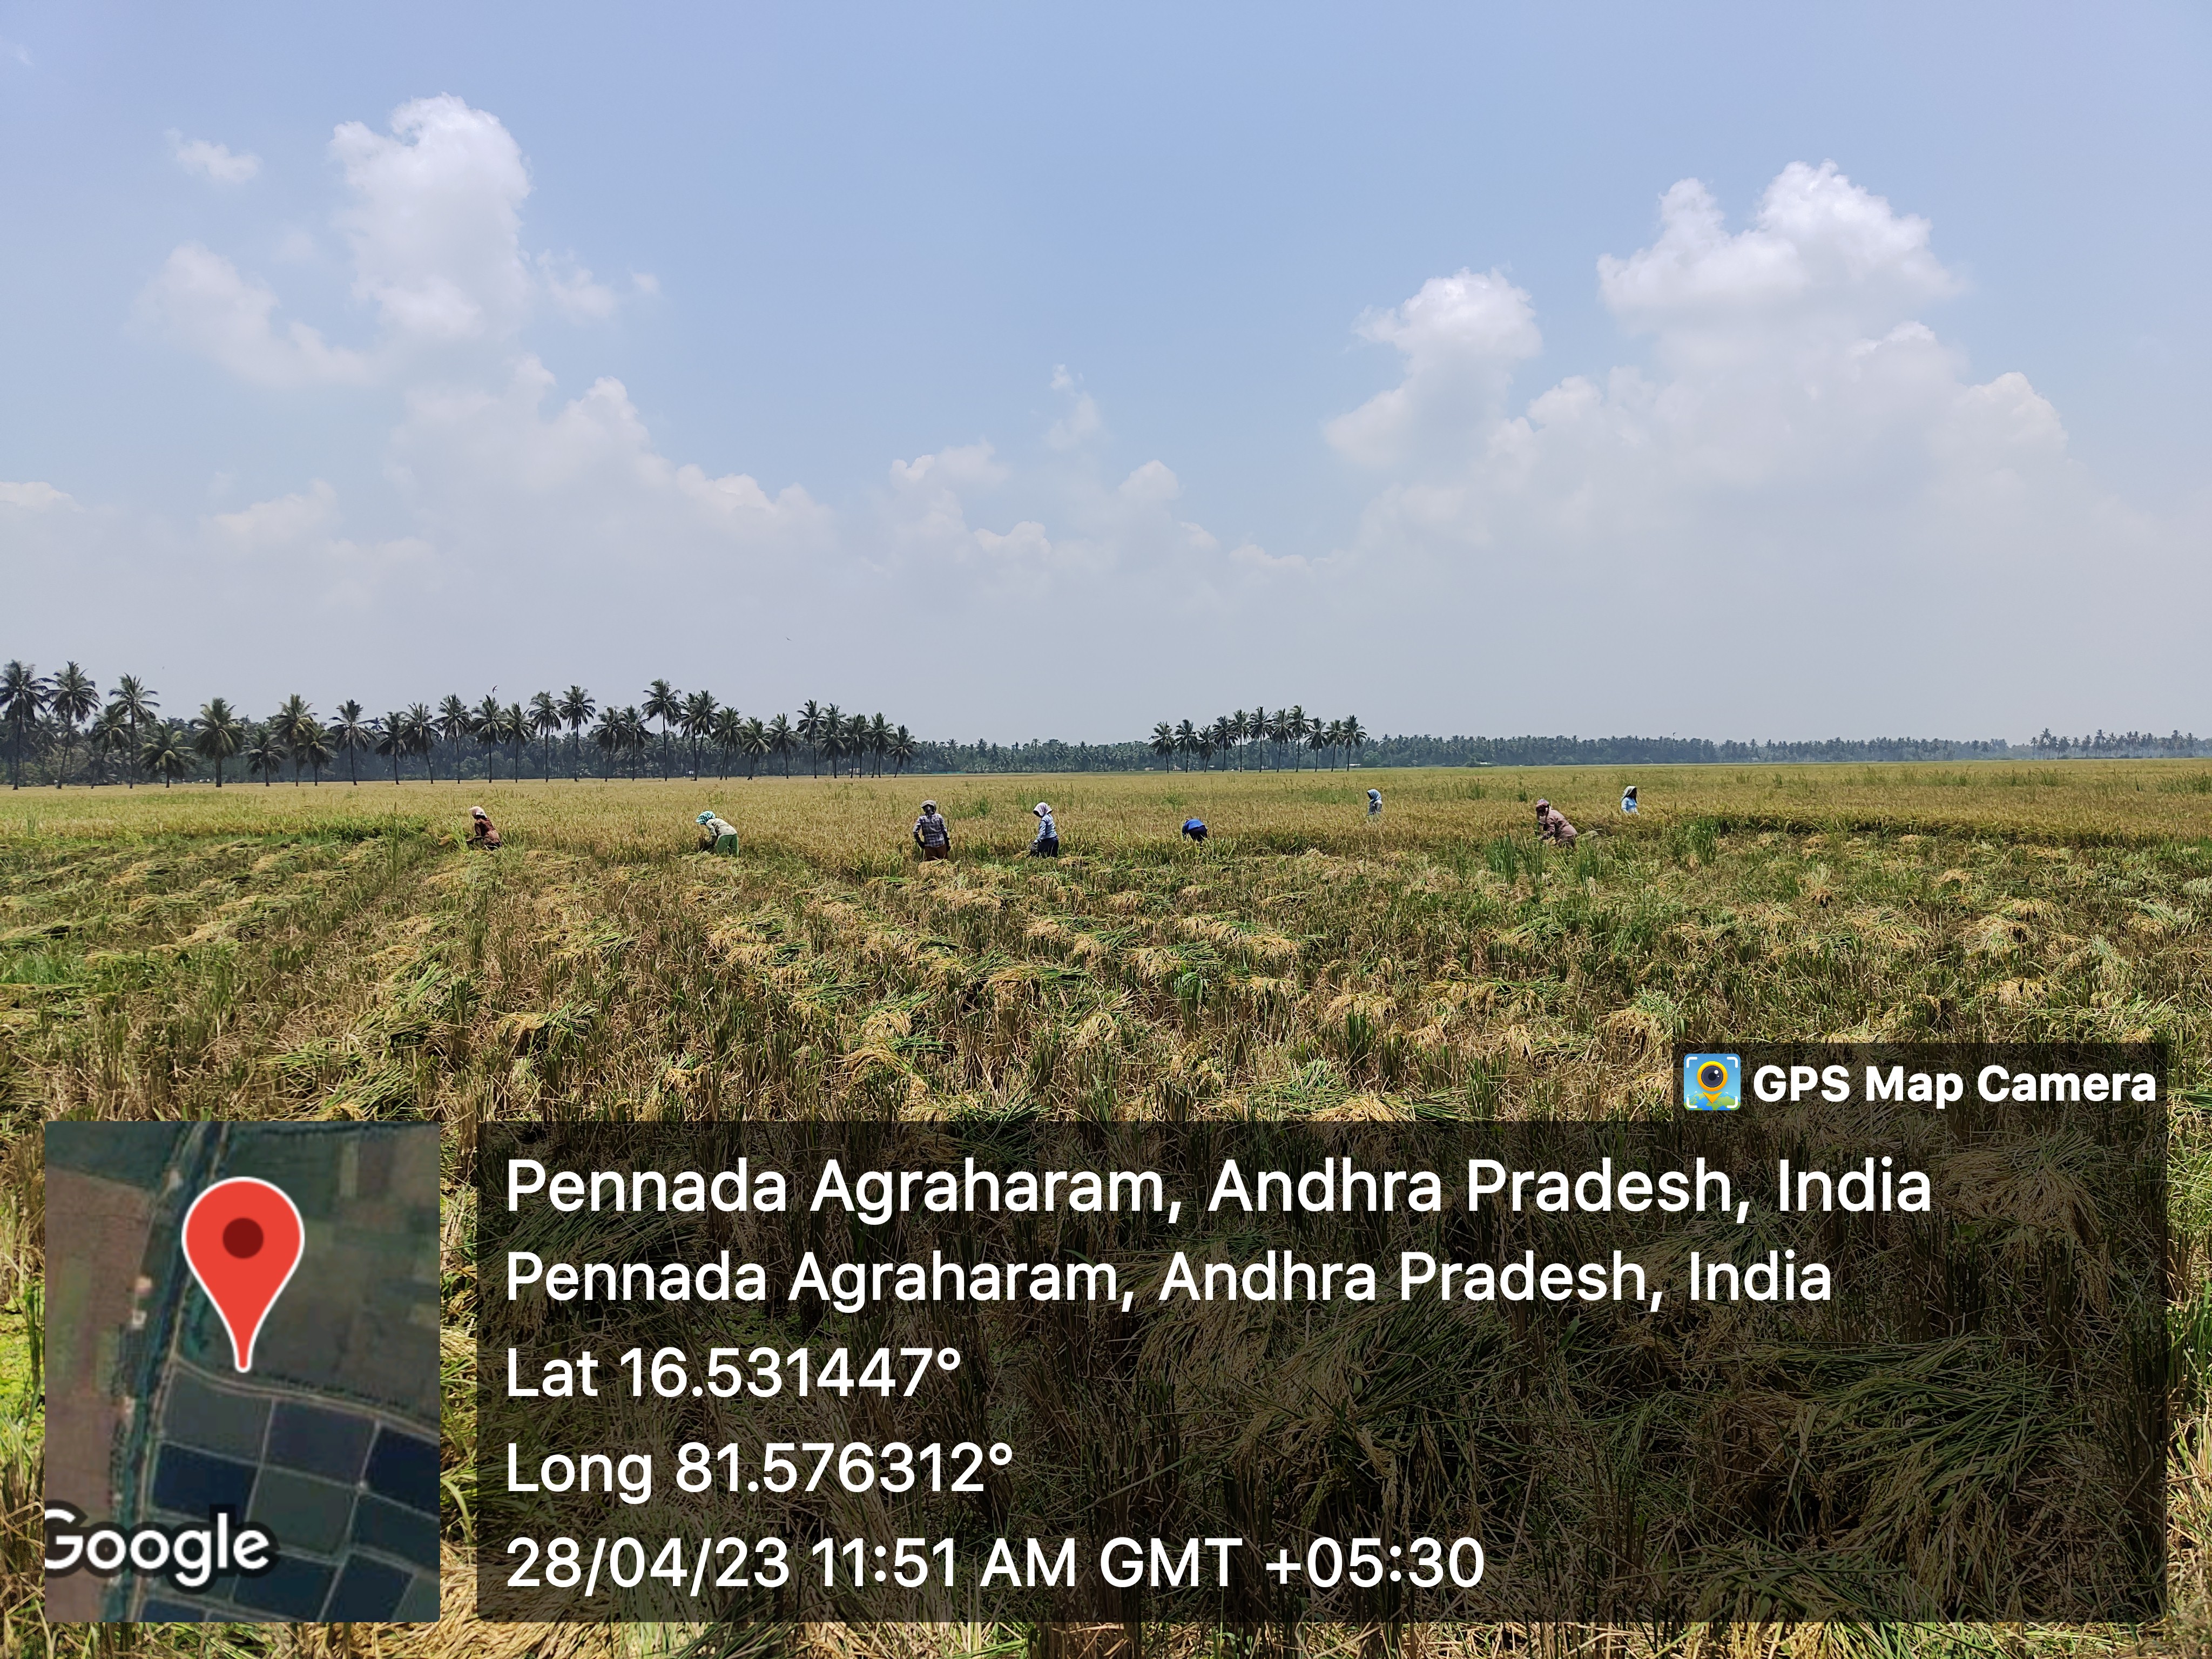 GPS Map Camera
Pennada Agraharam, Andhra Pradesh, India
Pennada Agraharam, Andhra Pradesh, India
Lat 16.531447°
Long 81.576312°
28/04/23 11:51 AM GMT +05:30
Google